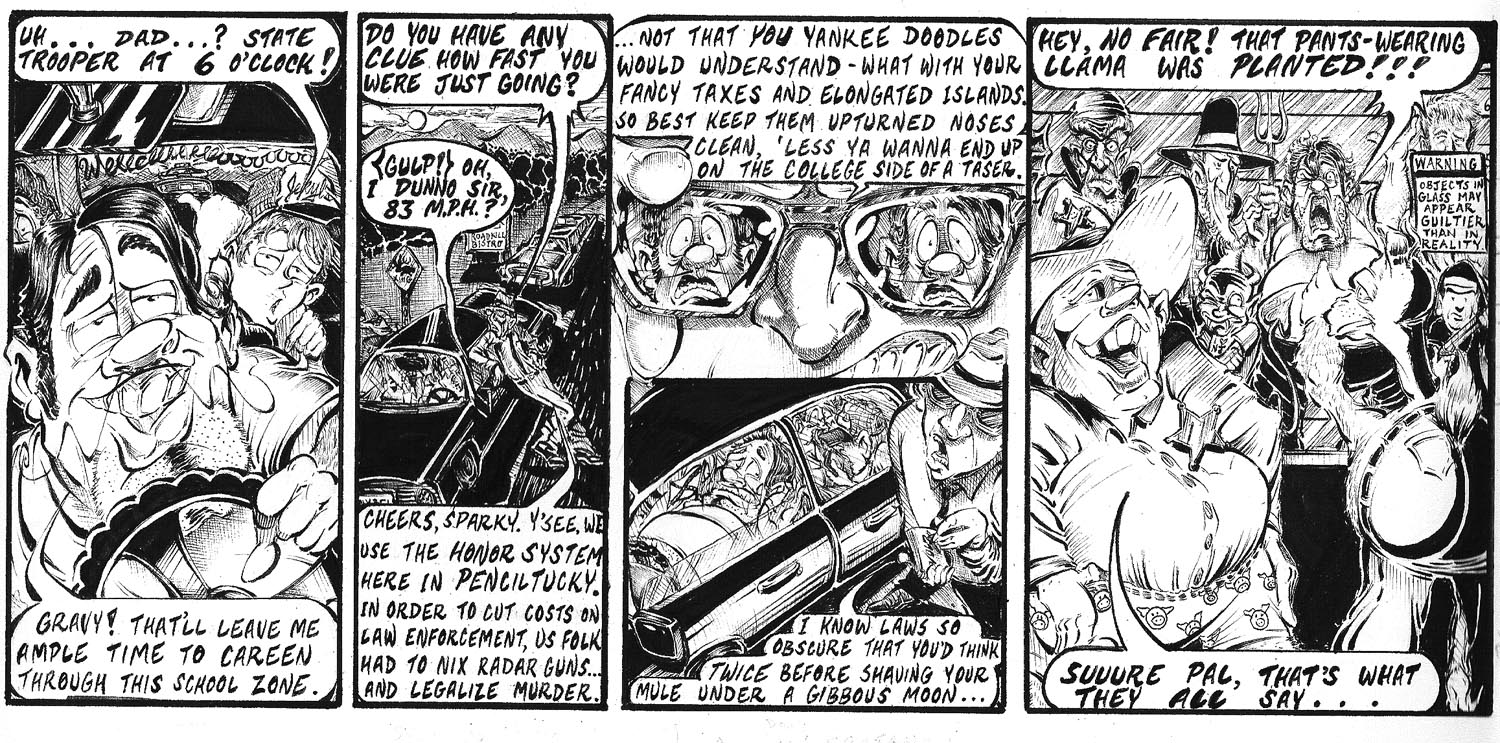 UH... DAD...? STATE
TROOPER AT 6 O'CLOCK!
GRAVY! THAT'LL LEAVE ME
AMPLE TIME TO CAREEN
THROUGH THIS SCHOOL ZONE.
DO YOU HAVE ANY
CLUE HOW FAST YOU
WERE JUST GOING?
(GULP!) OH,
I DUNNO SIR,
83 M.P.H.?
ROADKILL
BISTRO
CHEERS, SPARKY. Y'SEE, WE
USE THE HONOR SYSTEM
HERE IN PENCILTUCKY.
IN ORDER TO CUT COSTS ON
LAW ENFORCEMENT, US FOLK
HAD TO NIX RADAR GUNS...
AND LEGALIZE MURDER.
...NOT THAT YOU YANKEE DOODLES
WOULD UNDERSTAND - WHAT WITH YOUR
FANCY TAXES AND ELONGATED ISLANDS.
SO BEST KEEP THEM UPTURNED NOSES
CLEAN, 'LESS YA WANNA END UP
ON THE COLLEGE SIDE OF A TASER.
I KNOW LAWS SO
OBSCURE THAT YOU'D THINK
TWICE BEFORE SHAVING YOUR
MULE UNDER A GIBBOUS MOON...
HEY, NO FAIR! THAT PANTS-WEARING
LLAMA WAS PLANTED!!!
WARNING
OBJECTS IN
GLASS MAY
APPEAR
GUILTIER
THAN IN
REALITY
SUUURE PAL, THAT'S WHAT
THEY ALL SAY...